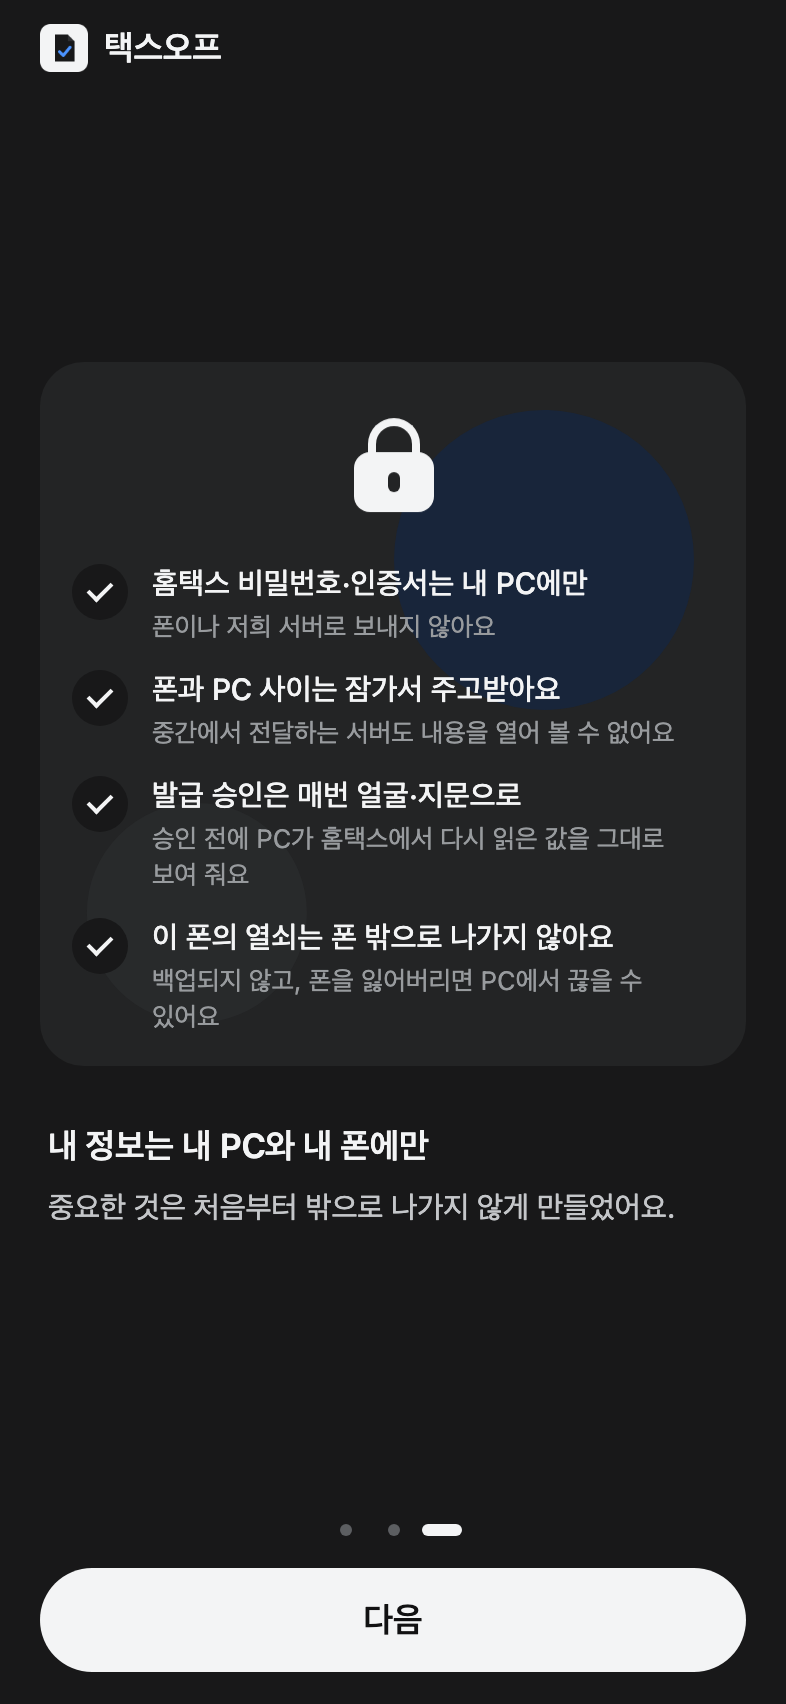 택스오프
홈택스 비밀번호·인증서는 내 PC에만
폰이나 저희 서버로 보내지 않아요
폰과 PC 사이는 잠가서 주고받아요
중간에서 전달하는 서버도 내용을 열어 볼 수 없어요
발급 승인은 매번 얼굴·지문으로
승인 전에 PC가 홈택스에서 다시 읽은 값을 그대로
보여 줘요
이 폰의 열쇠는 폰 밖으로 나가지 않아요
백업되지 않고, 폰을 잃어버리면 PC에서 끊을 수
있어요
내 정보는 내 PC와 내 폰에만
중요한 것은 처음부터 밖으로 나가지 않게 만들었어요.
다음